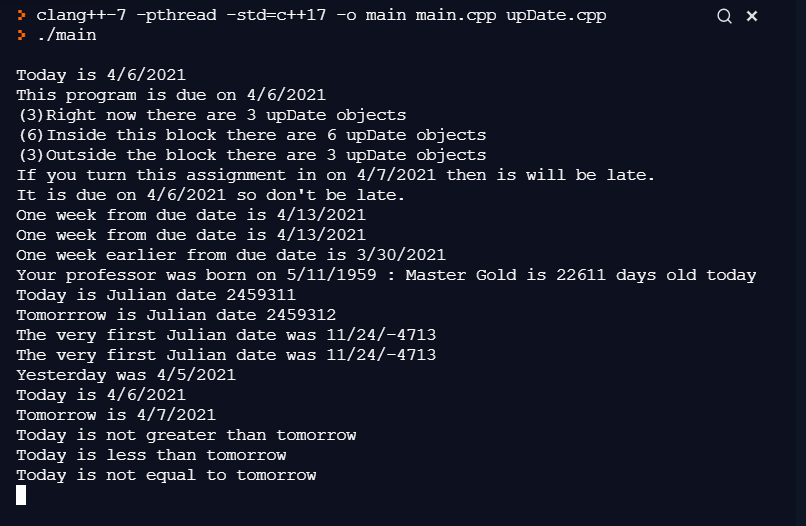 > clang++-7 -pthread -std=c++17 -o main main.cpp upDate.cpp
> ./main
Today is 4/6/2021
This program is due on 4/6/2021
(3)Right now there are 3 upDate objects
(6)Inside this block there are 6 upDate objects
(3)Outside the block there are 3 upDate objects
If you turn this assignment in on 4/7/2021 then is will be late.
It is due on 4/6/2021 so don't be late.
One week from due date is 4/13/2021
One week from due date is 4/13/2021
One week earlier from due date is 3/30/2021
Your professor was born on 5/11/1959 : Master Gold is 22611 days old today
Today is Julian date 2459311
Tomorrrow is Julian date 2459312
The very first Julian date was 11/24/-4713
The very first Julian date was 11/24/-4713
Yesterday was 4/5/2021
Today is 4/6/2021
Tomorrow is 4/7/2021
Today is not greater than tomorrow
Today is less than tomorrow
Today is not equal to tomorrow